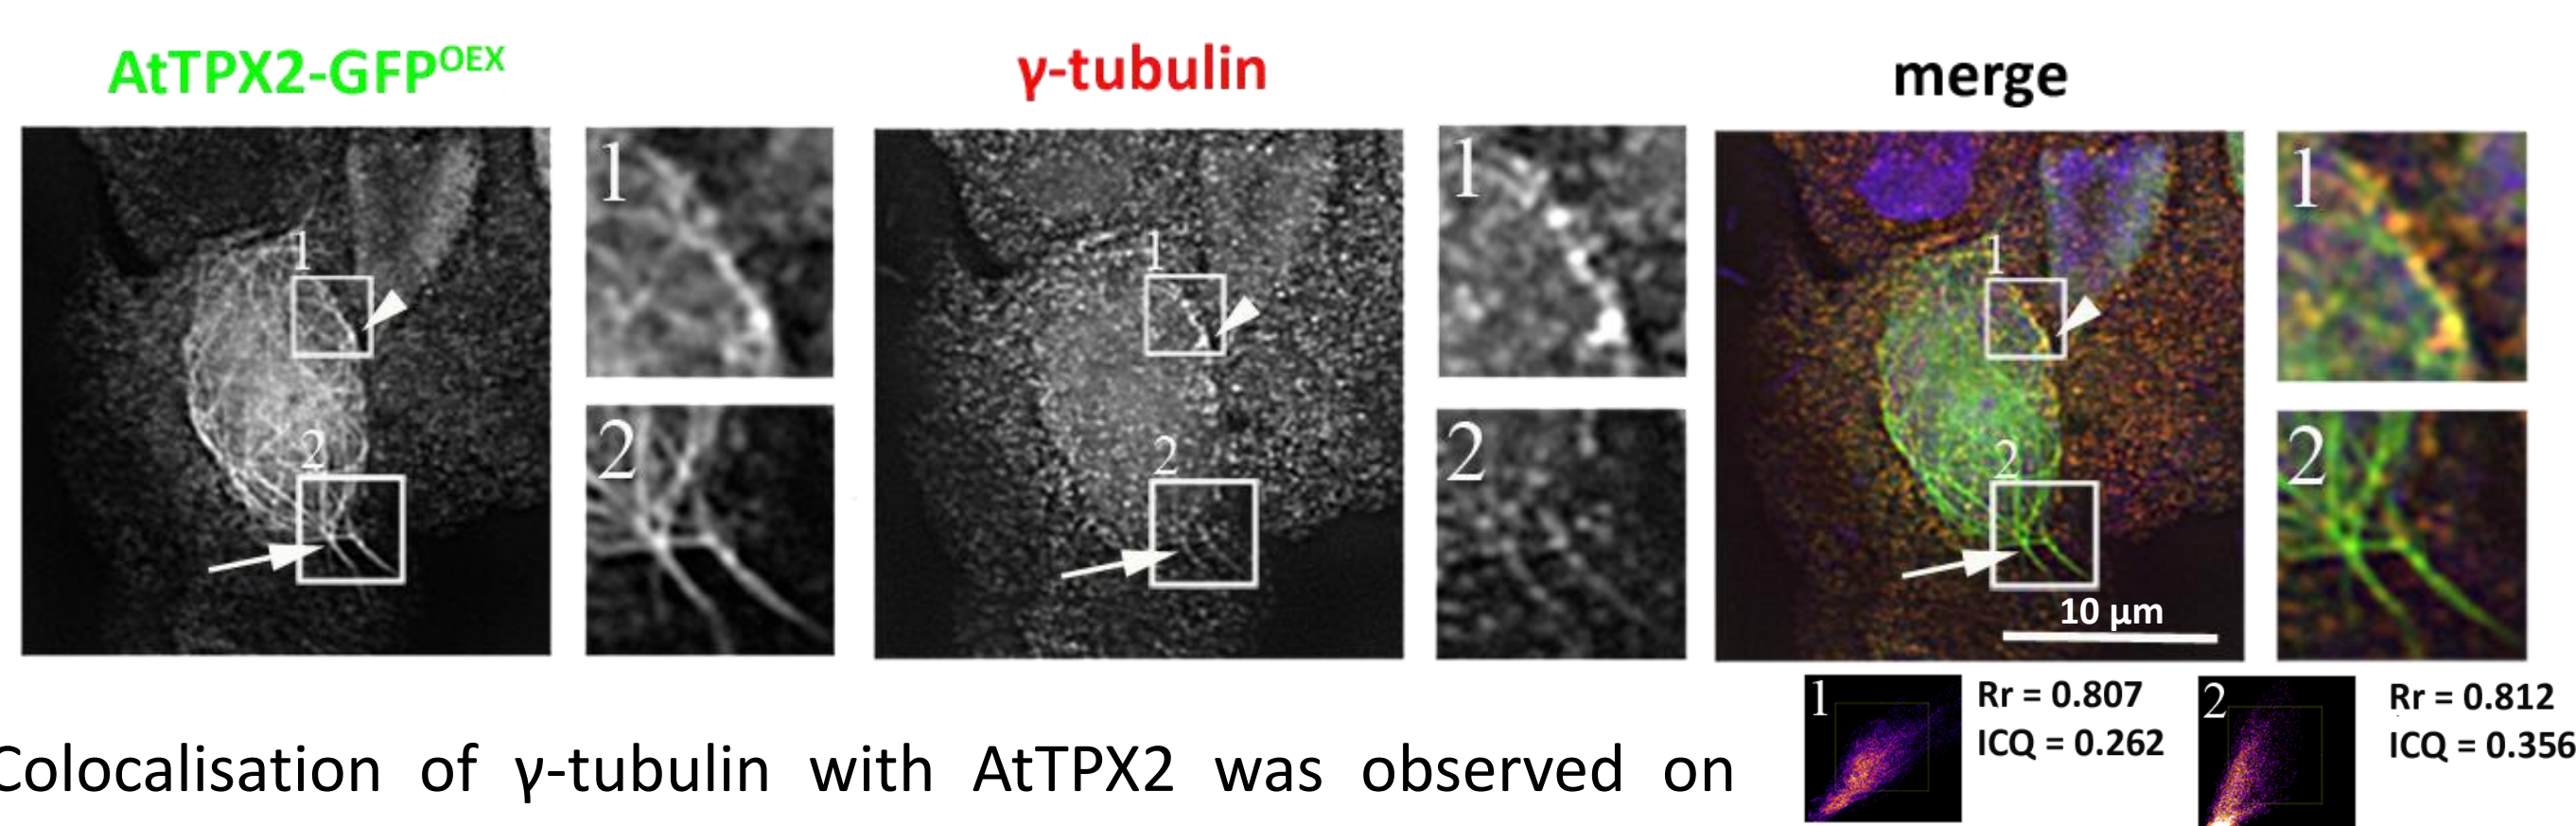 AtTPX2-GFPᴼᴱˣ γ-tubulin merge
1 1 1 1 1 1
2 2 2 2 2 2
10 µm
1 Rr = 0.807 2 Rr = 0.812
ICQ = 0.262 ICQ = 0.356
Colocalisation of γ-tubulin with AtTPX2 was observed on